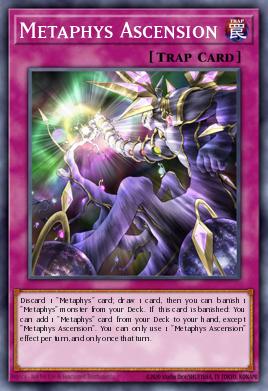 METAPHYS ASCENSION
TRAP
罠
[TRAP CARD]
Discard 1 "Metaphys" card; draw 1 card, then you can banish 1
"Metaphys" monster from your Deck. If this card is banished: You
can add 1 "Metaphys" card from your Deck to your hand, except
"Metaphys Ascension". You can only use 1 "Metaphys Ascension"
effect per turn, and only once that turn.